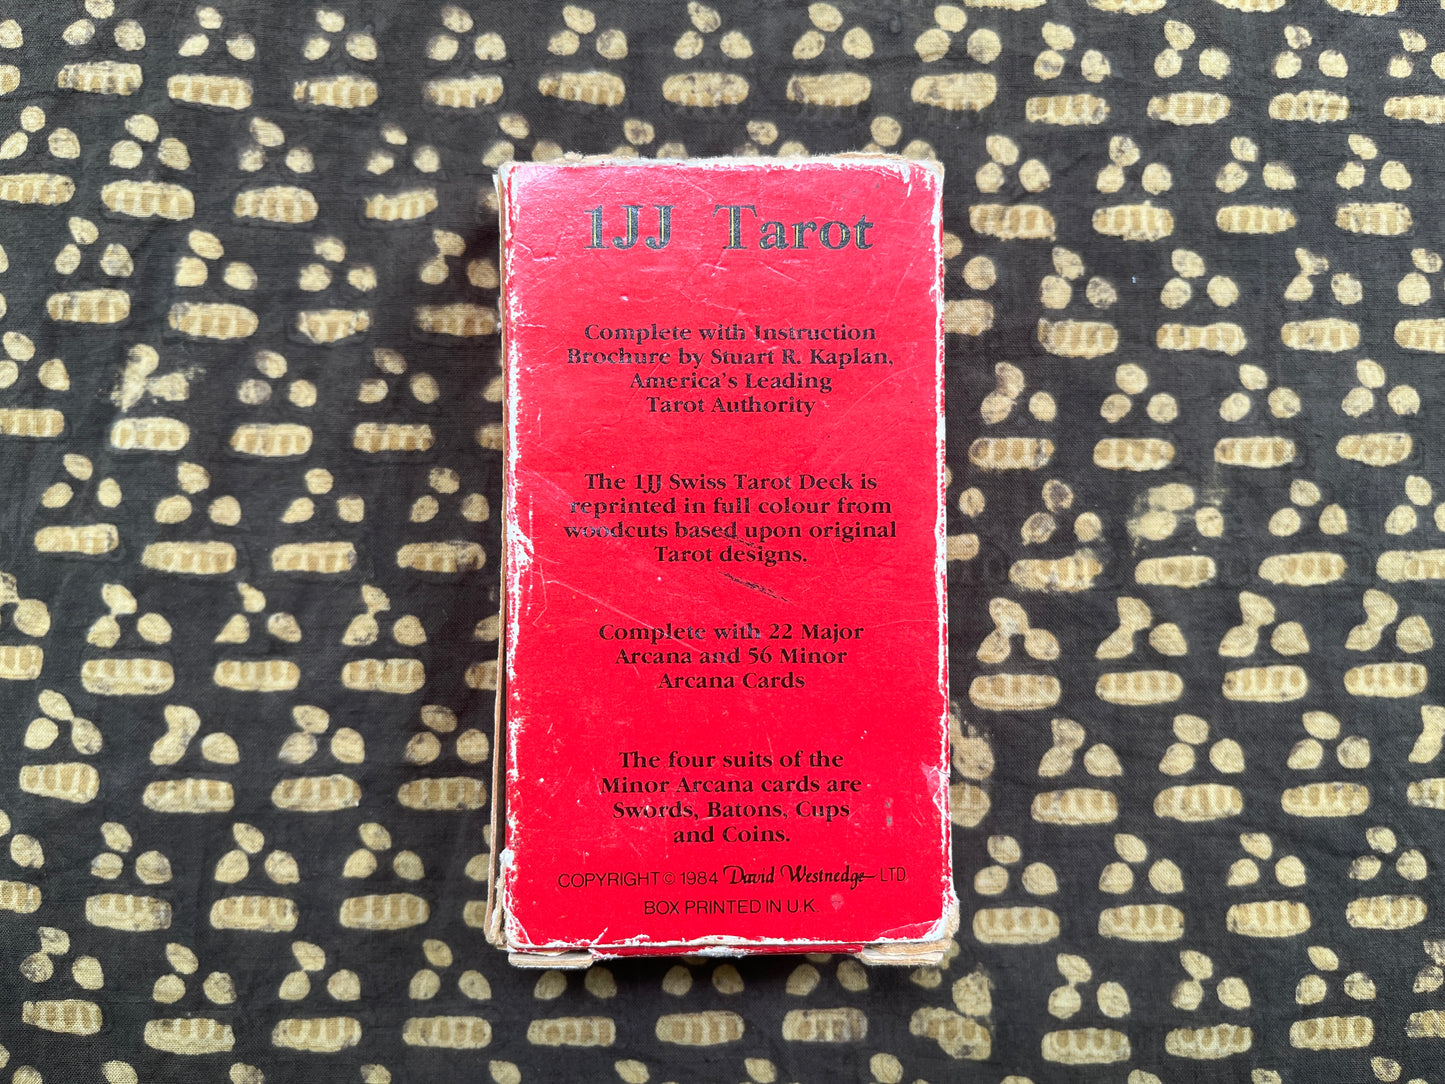 1JJ Tarot
Complete with Instruction
Brochure by Stuart R. Kaplan,
America's Leading
Tarot Authority
The 1JJ Swiss Tarot Deck is
reprinted in full colour from
woodcuts based upon original
Tarot designs.
Complete with 22 Major
Arcana and 56 Minor
Arcana Cards
The four suits of the
Minor Arcana cards are
Swords, Batons, Cups
and Coins.
COPYRIGHT © 1984 David Westnedge LTD.
BOX PRINTED IN U.K.